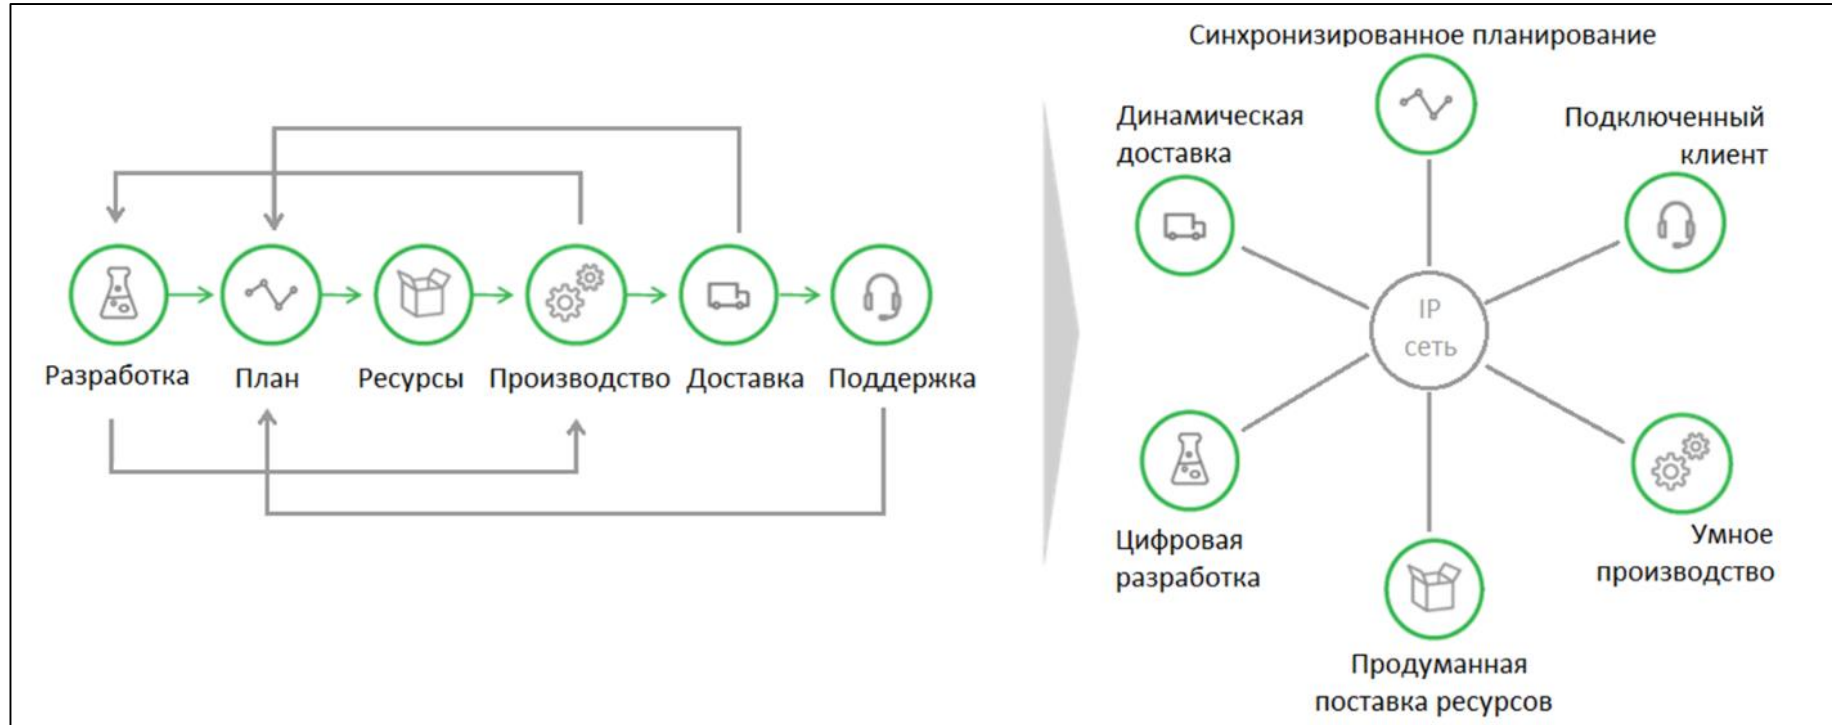 Разработка
План
Ресурсы
Производство
Доставка
Поддержка
Синхронизированное планирование
Динамическая
доставка
Подключенный
клиент
IP
сеть
Цифровая
разработка
Умное
производство
Продуманная
поставка ресурсов